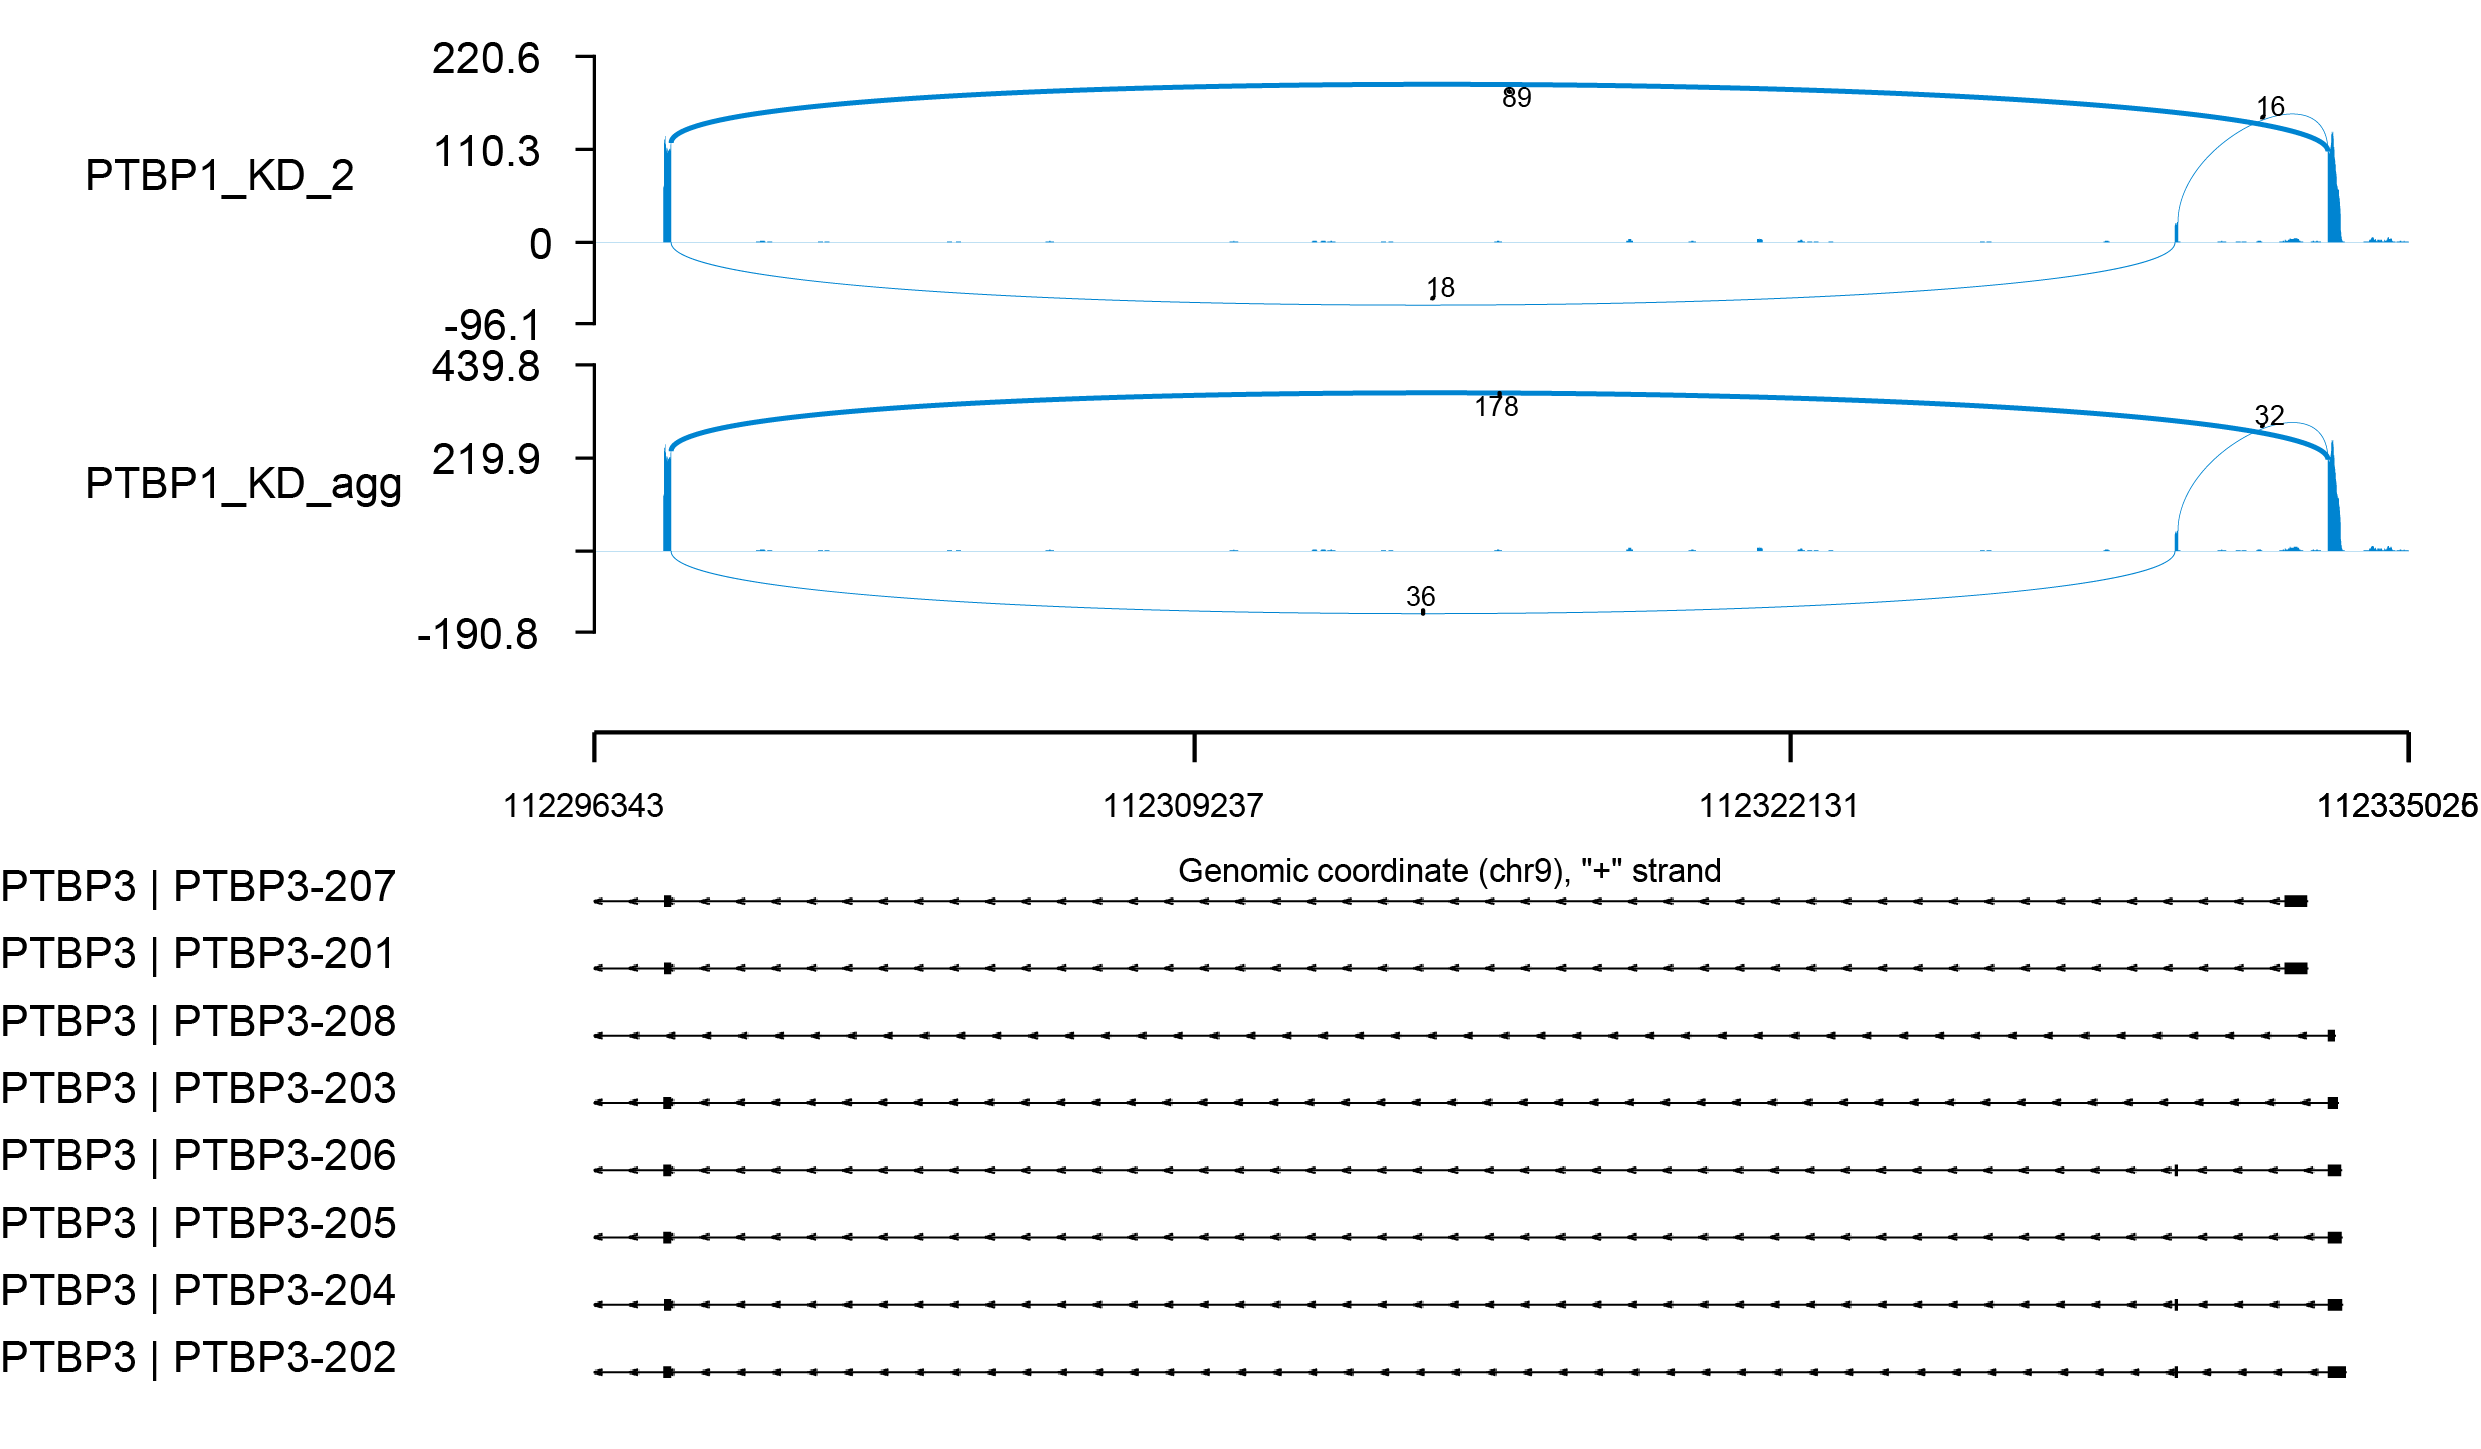 220.6
89
16
110.3
PTBP1_KD_2
0
18
-96.1
439.8
178
32
219.9
PTBP1_KD_agg
36
-190.8
112296343 112309237 112322131
Genomic coordinate (chr9), "+" strand
PTBP3 | PTBP3-207
PTBP3 | PTBP3-201
PTBP3 | PTBP3-208
PTBP3 | PTBP3-203
PTBP3 | PTBP3-206
PTBP3 | PTBP3-205
PTBP3 | PTBP3-204
PTBP3 | PTBP3-202